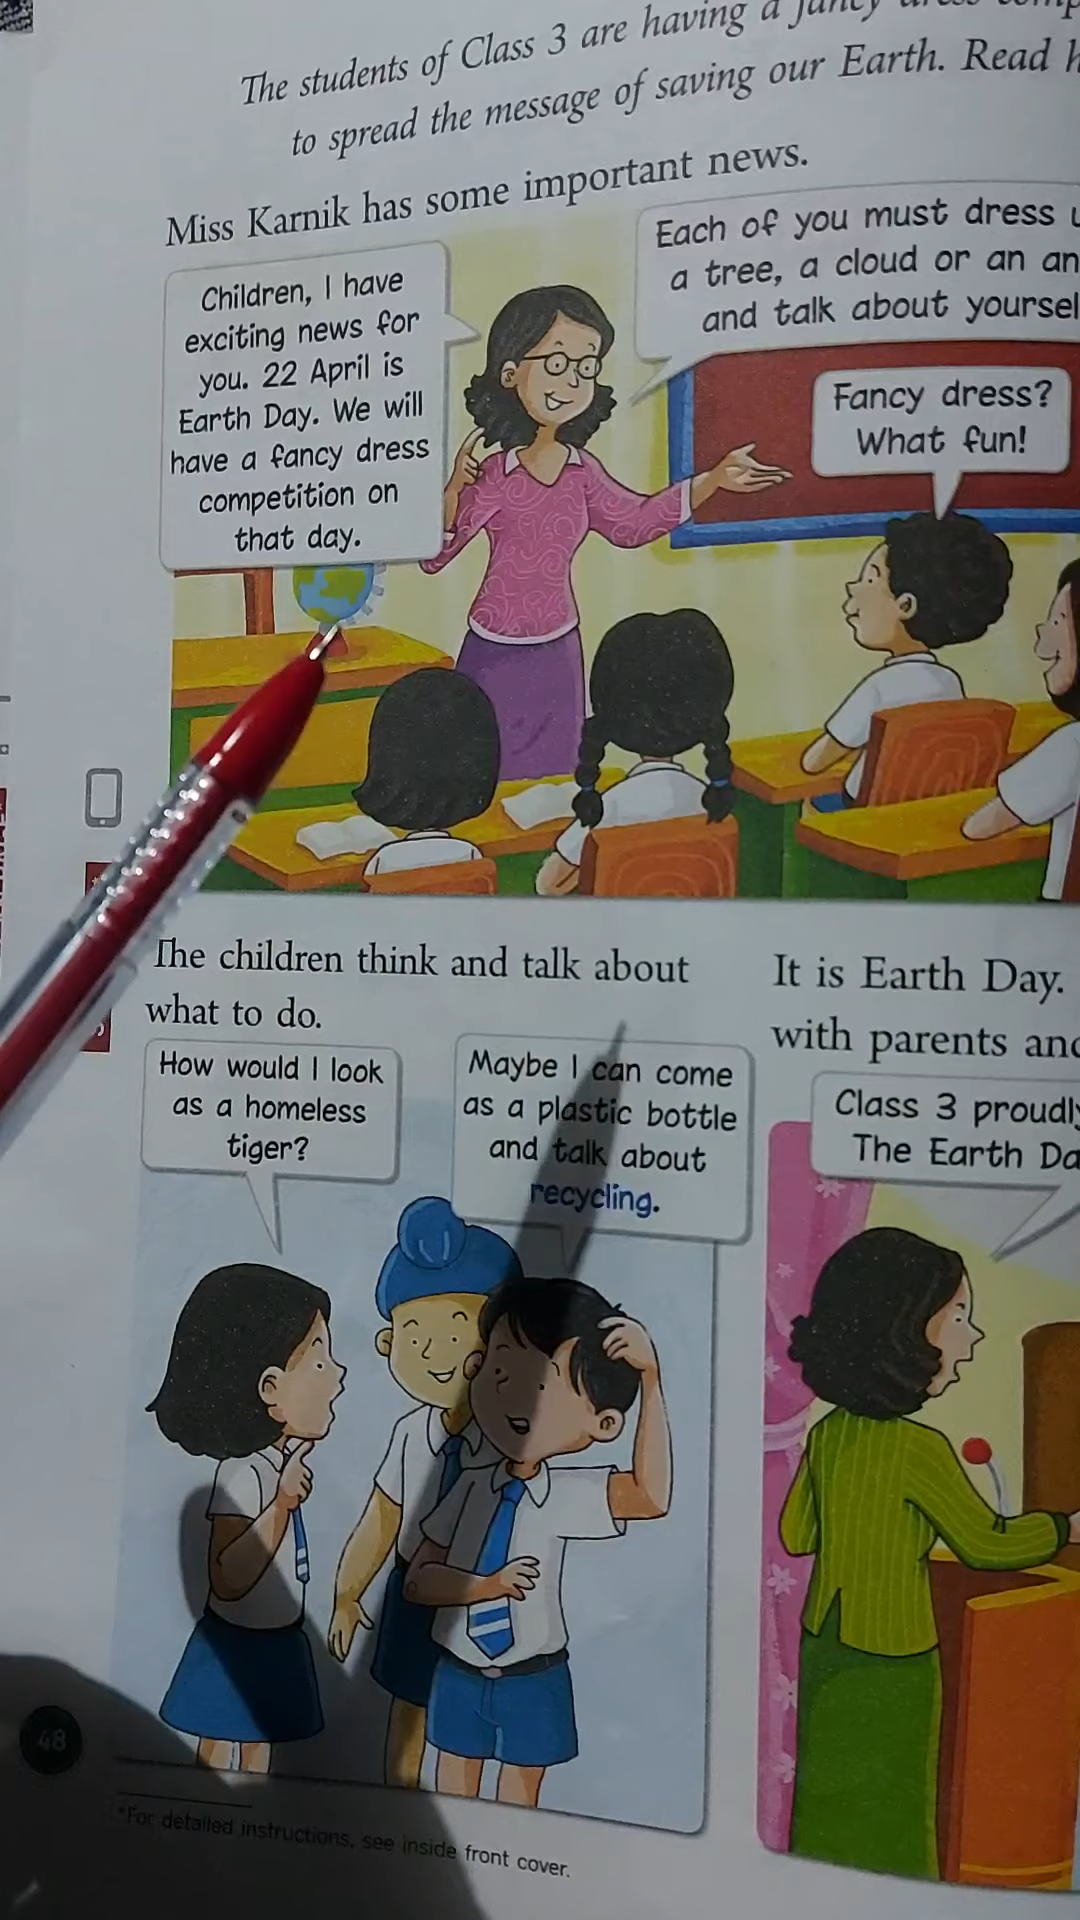 The students of Class 3 are having a fancy dress
to spread the message of saving our Earth. Read
Miss Karnik has some important news.
Children, I have
exciting news for
you. 22 April is
Earth Day. We will
have a fancy dress
competition on
that day.
Each of you must dress
a tree, a cloud or an
and talk about
Fancy dress?
What fun!
The children think and talk about
what to do.
How would I look
as a homeless
tiger?
Maybe I can come
as a plastic bottle
and talk about
recycling.
It is Earth Day.
with parents
Class 3
The Earth
48
*For detailed instructions, see inside front cover.